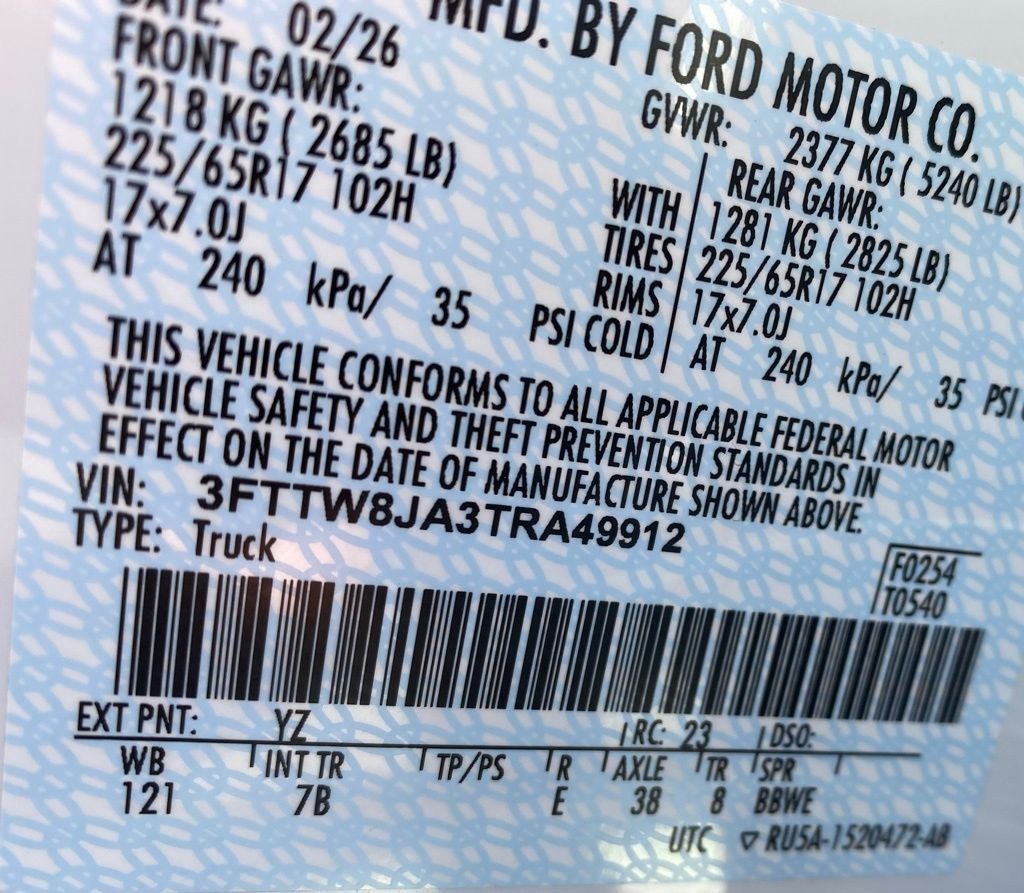 DATE: 02/26 MFD. BY FORD MOTOR CO.
FRONT GAWR: GVWR: 2377 KG ( 5240 LB)
1218 KG ( 2685 LB) REAR GAWR:
WITH 1281 KG ( 2825 LB)
225/65R17 102H TIRES 225/65R17 102H
17x7.0J RIMS 17x7.0J
AT 240 kPa/ 35 PSI COLD AT 240 kPa/ 35 PSI
THIS VEHICLE CONFORMS TO ALL APPLICABLE FEDERAL MOTOR
VEHICLE SAFETY AND THEFT PREVENTION STANDARDS IN
EFFECT ON THE DATE OF MANUFACTURE SHOWN ABOVE.
VIN: 3FTTW8JA3TRA49912
TYPE: Truck
F0254
T0540
EXT PNT: YZ RC: 23 DSO:
WB INT TR TP/PS R AXLE TR SPR
121 7B E 38 8 BBWE
UTC ▽ RU5A-1520472-AB